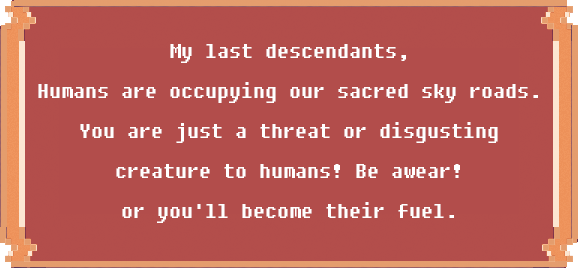 My last descendants,
Humans are occupying our sacred sky roads.
You are just a threat or disgusting
creature to humans! Be awear!
or you'll become their fuel.